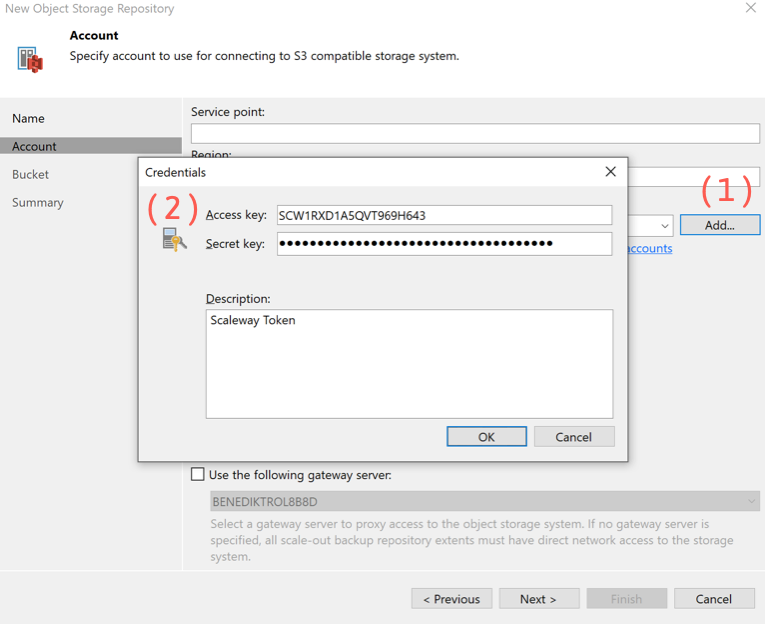 New Object Storage Repository
Account
Specify account to use for connecting to S3 compatible storage system.
Name
Account
Bucket
Summary
Service point:
Region:
(1)
Add...
accounts
Credentials
(2)
Access key: SCW1RXD1A5QVT969H643
Secret key: ●●●●●●●●●●●●●●●●●●●●●●●●●●●●●●●●●●●●
Description:
Scaleway Token
OK
Cancel
Use the following gateway server:
BENEDIKTROL8B8D
Select a gateway server to proxy access to the object storage system. If no gateway server is
specified, all scale-out backup repository extents must have direct network access to the storage
system.
< Previous
Next >
Finish
Cancel